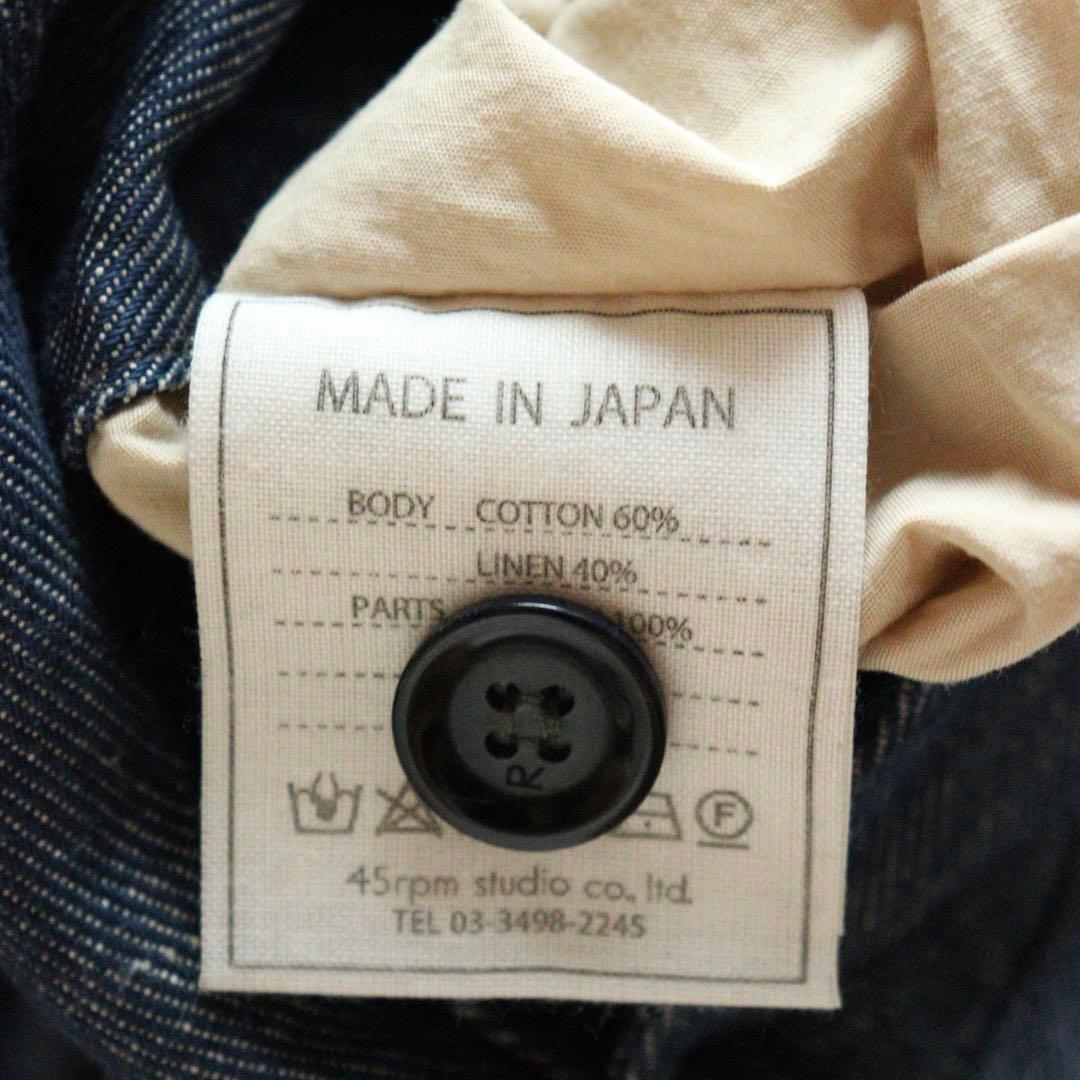 MADE IN JAPAN
BODY COTTON 60%
LINEN 40%
PARTS 100%
R
F
45rpm studio co., ltd.
TEL 03-3498-2245